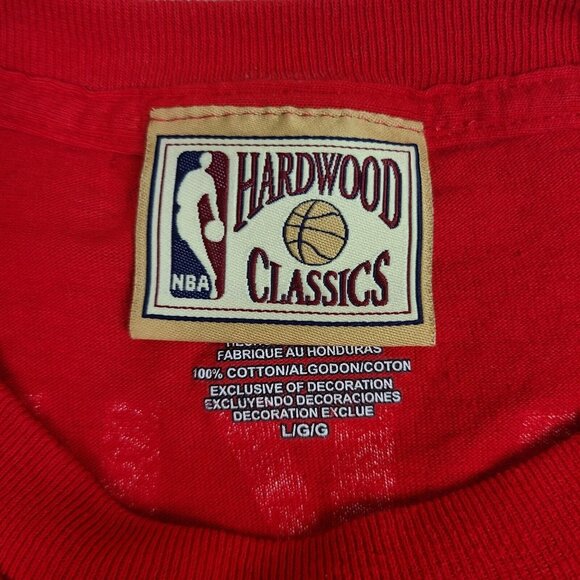 HARDWOOD
NBA
CLASSICS
FABRIQUE AU HONDURAS
100% COTTON/ALGODON/COTON
EXCLUSIVE OF DECORATION
EXCLUYENDO DECORACIONES
DECORATION EXCLUE
L/G/G